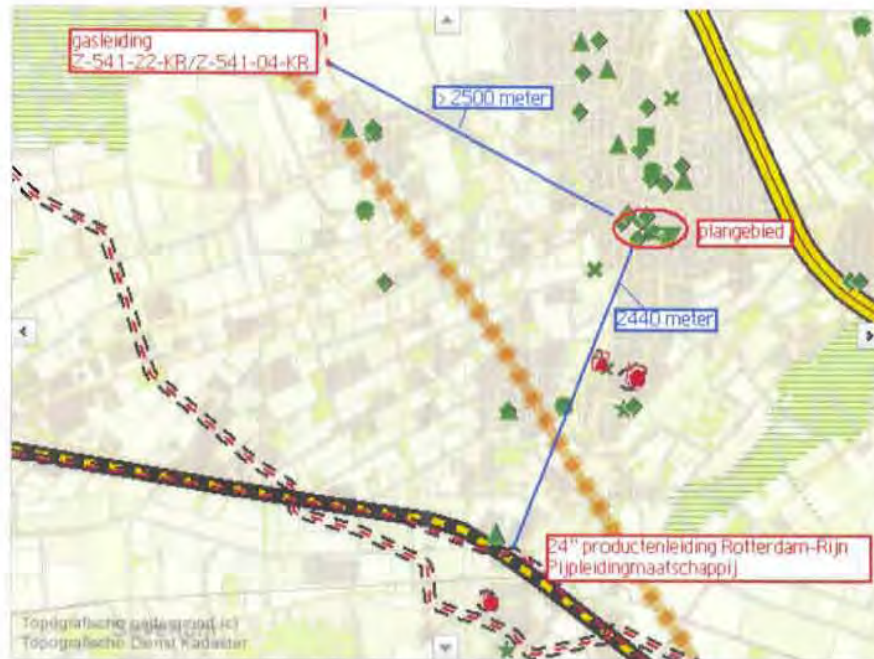 gasleiding
Z-541-22-KR/Z-541-04-KR
> 2500 meter
plangebied
2440 meter
24" productenleiding Rotterdam-Rijn
Pijpleidingmaatschappij
Topografische ondergrond (c)
Topografische Dienst Kadaster